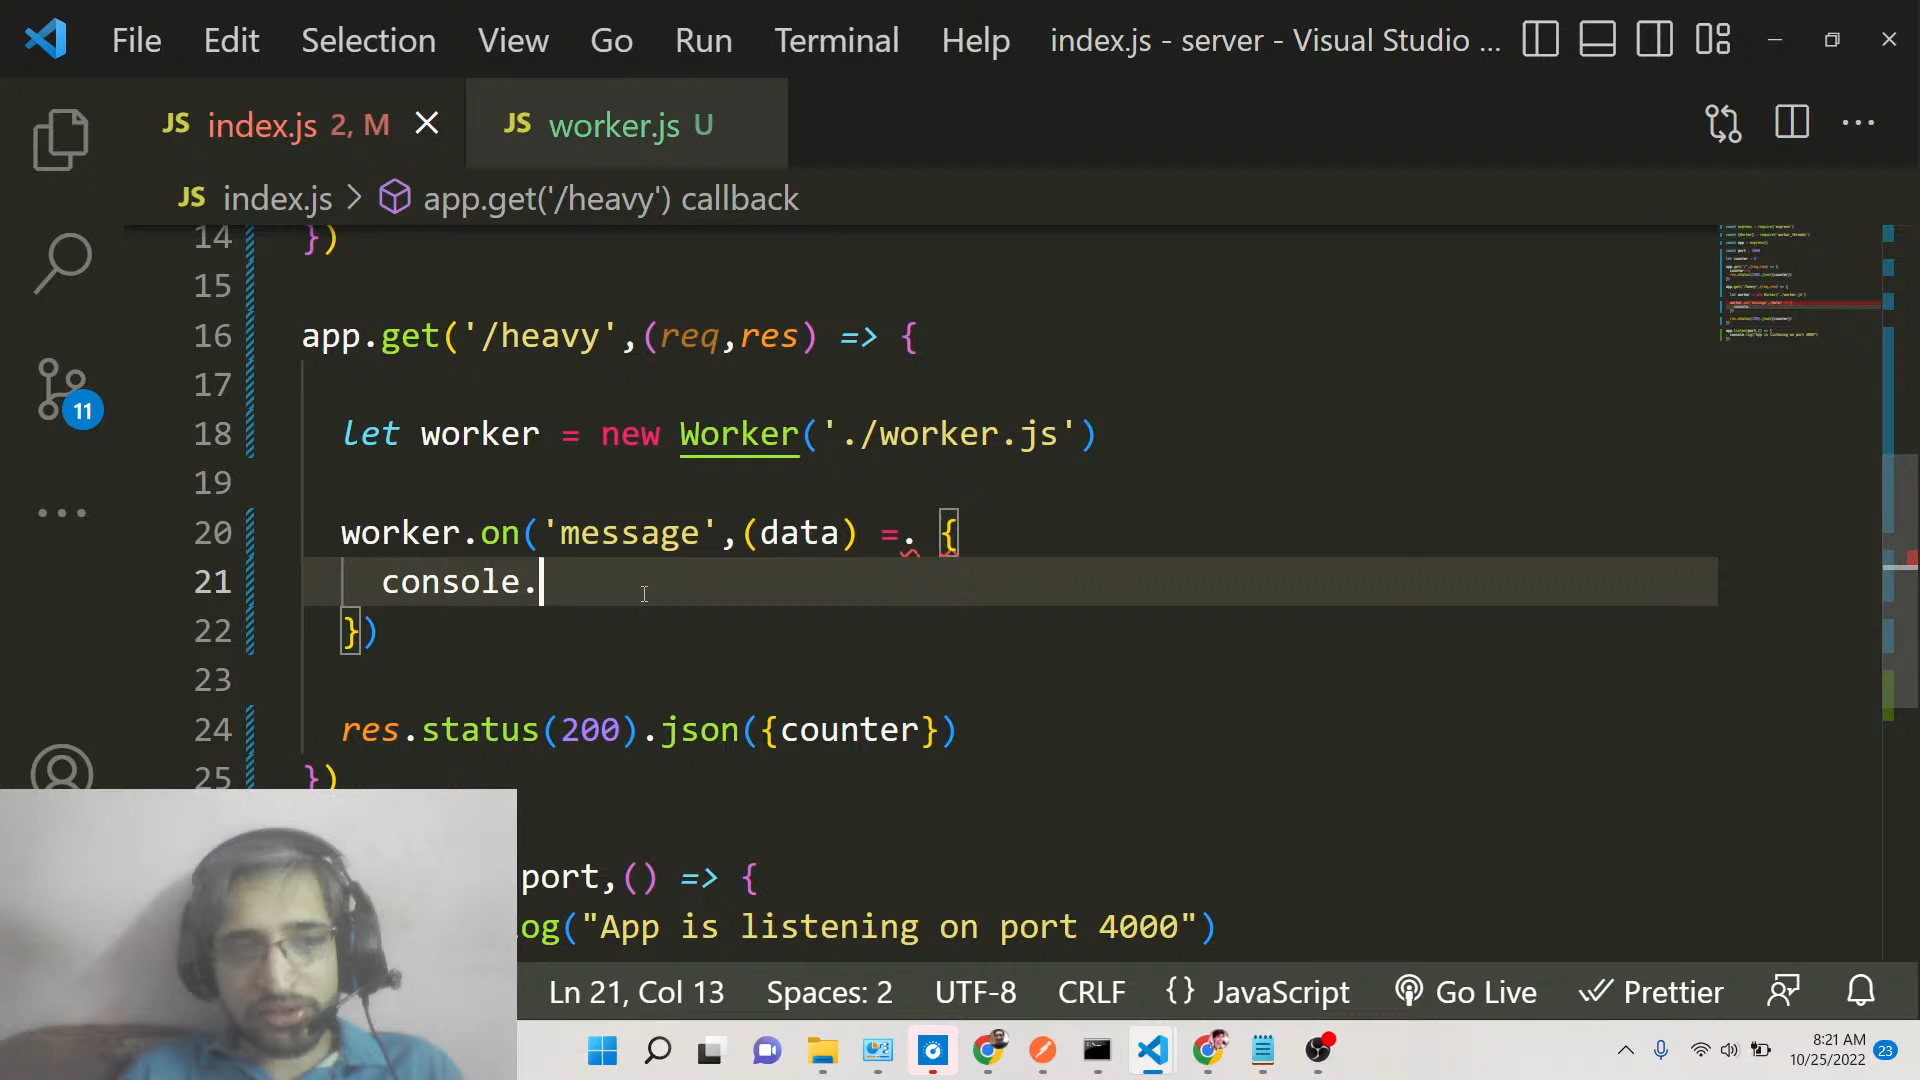 File Edit Selection View Go Run Terminal Help index.js - server - Visual Studio ...
JS index.js 2, M JS worker.js U
JS index.js > app.get('/heavy') callback
14 })
15
16 app.get('/heavy',(req,res) => {
17
18 let worker = new Worker('./worker.js')
19
20 worker.on('message',(data) =. {
21 console.
22 })
23
24 res.status(200).json({counter})
25 })
port,() => {
og("App is listening on port 4000")
11
Ln 21, Col 13 Spaces: 2 UTF-8 CRLF {} JavaScript Go Live Prettier
8:21 AM
10/25/2022 23